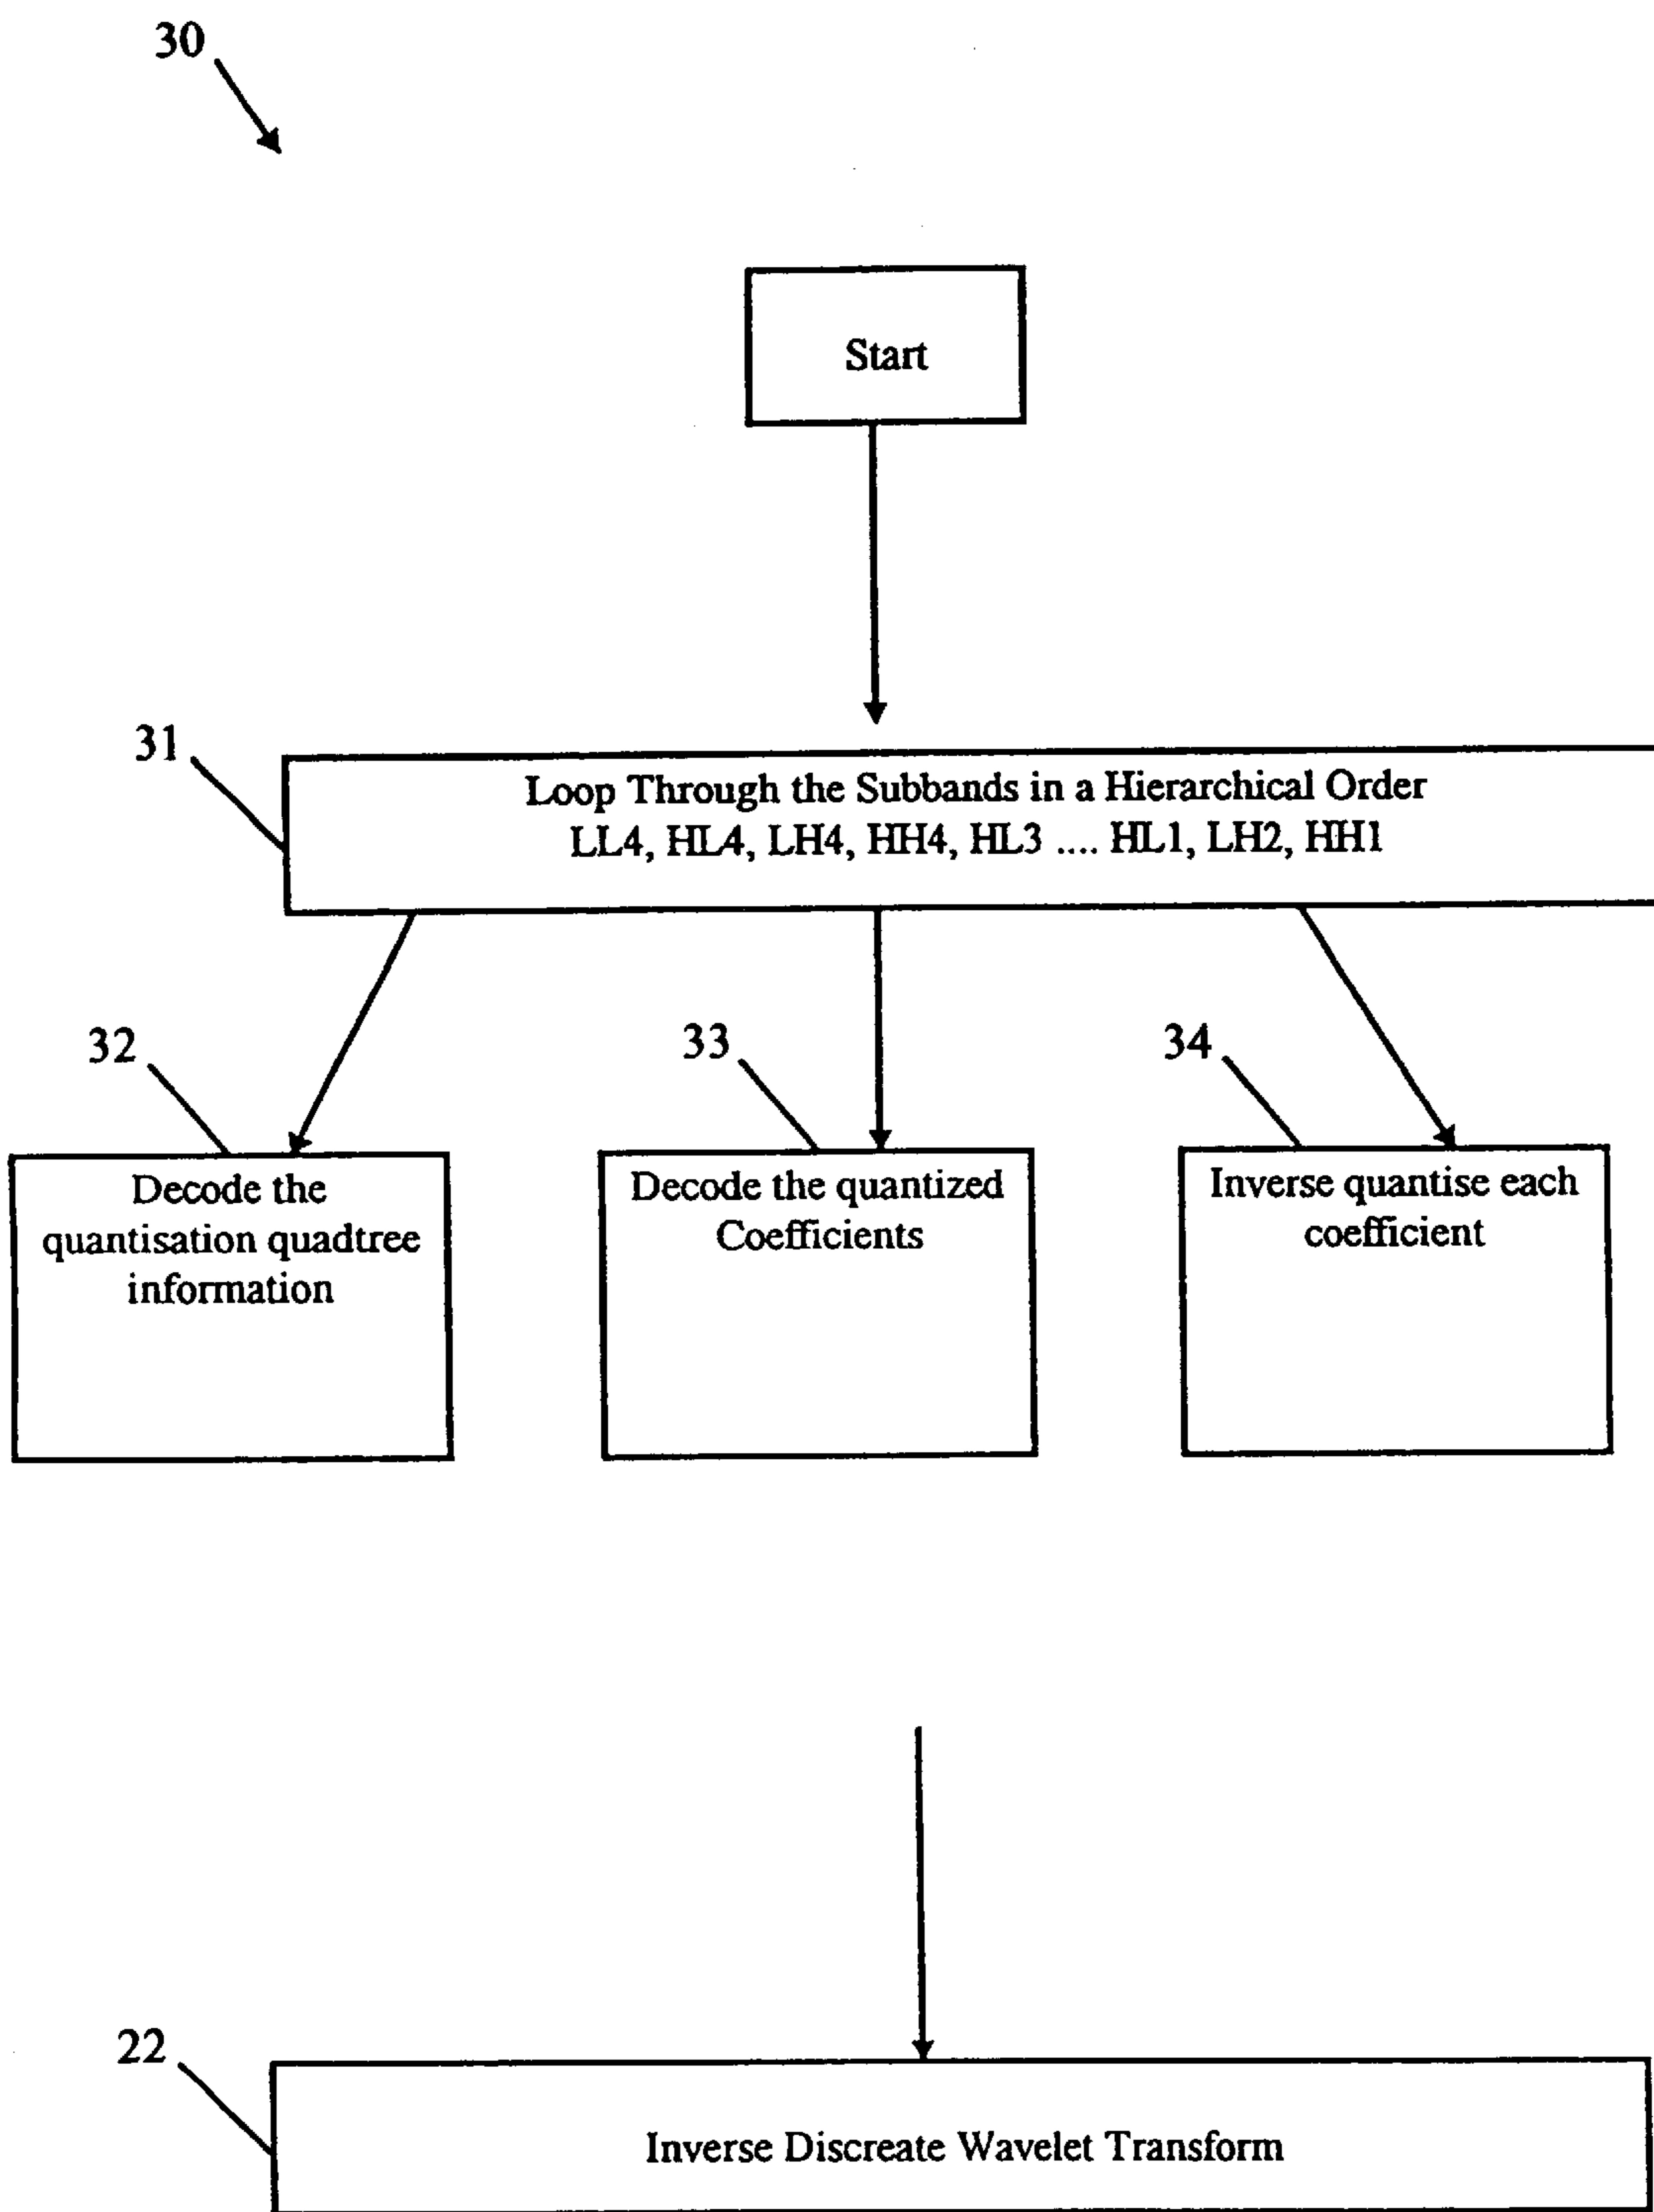 30
Start
31
Loop Through the Subbands in a Hierarchical Order
LL4, HL4, LH4, HH4, HL3 .... HL1, LH2, HH1
32
33
34
Decode the
quantisation quadtree
information
Decode the quantized
Coefficients
Inverse quantise each
coefficient
22
Inverse Discreate Wavelet Transform